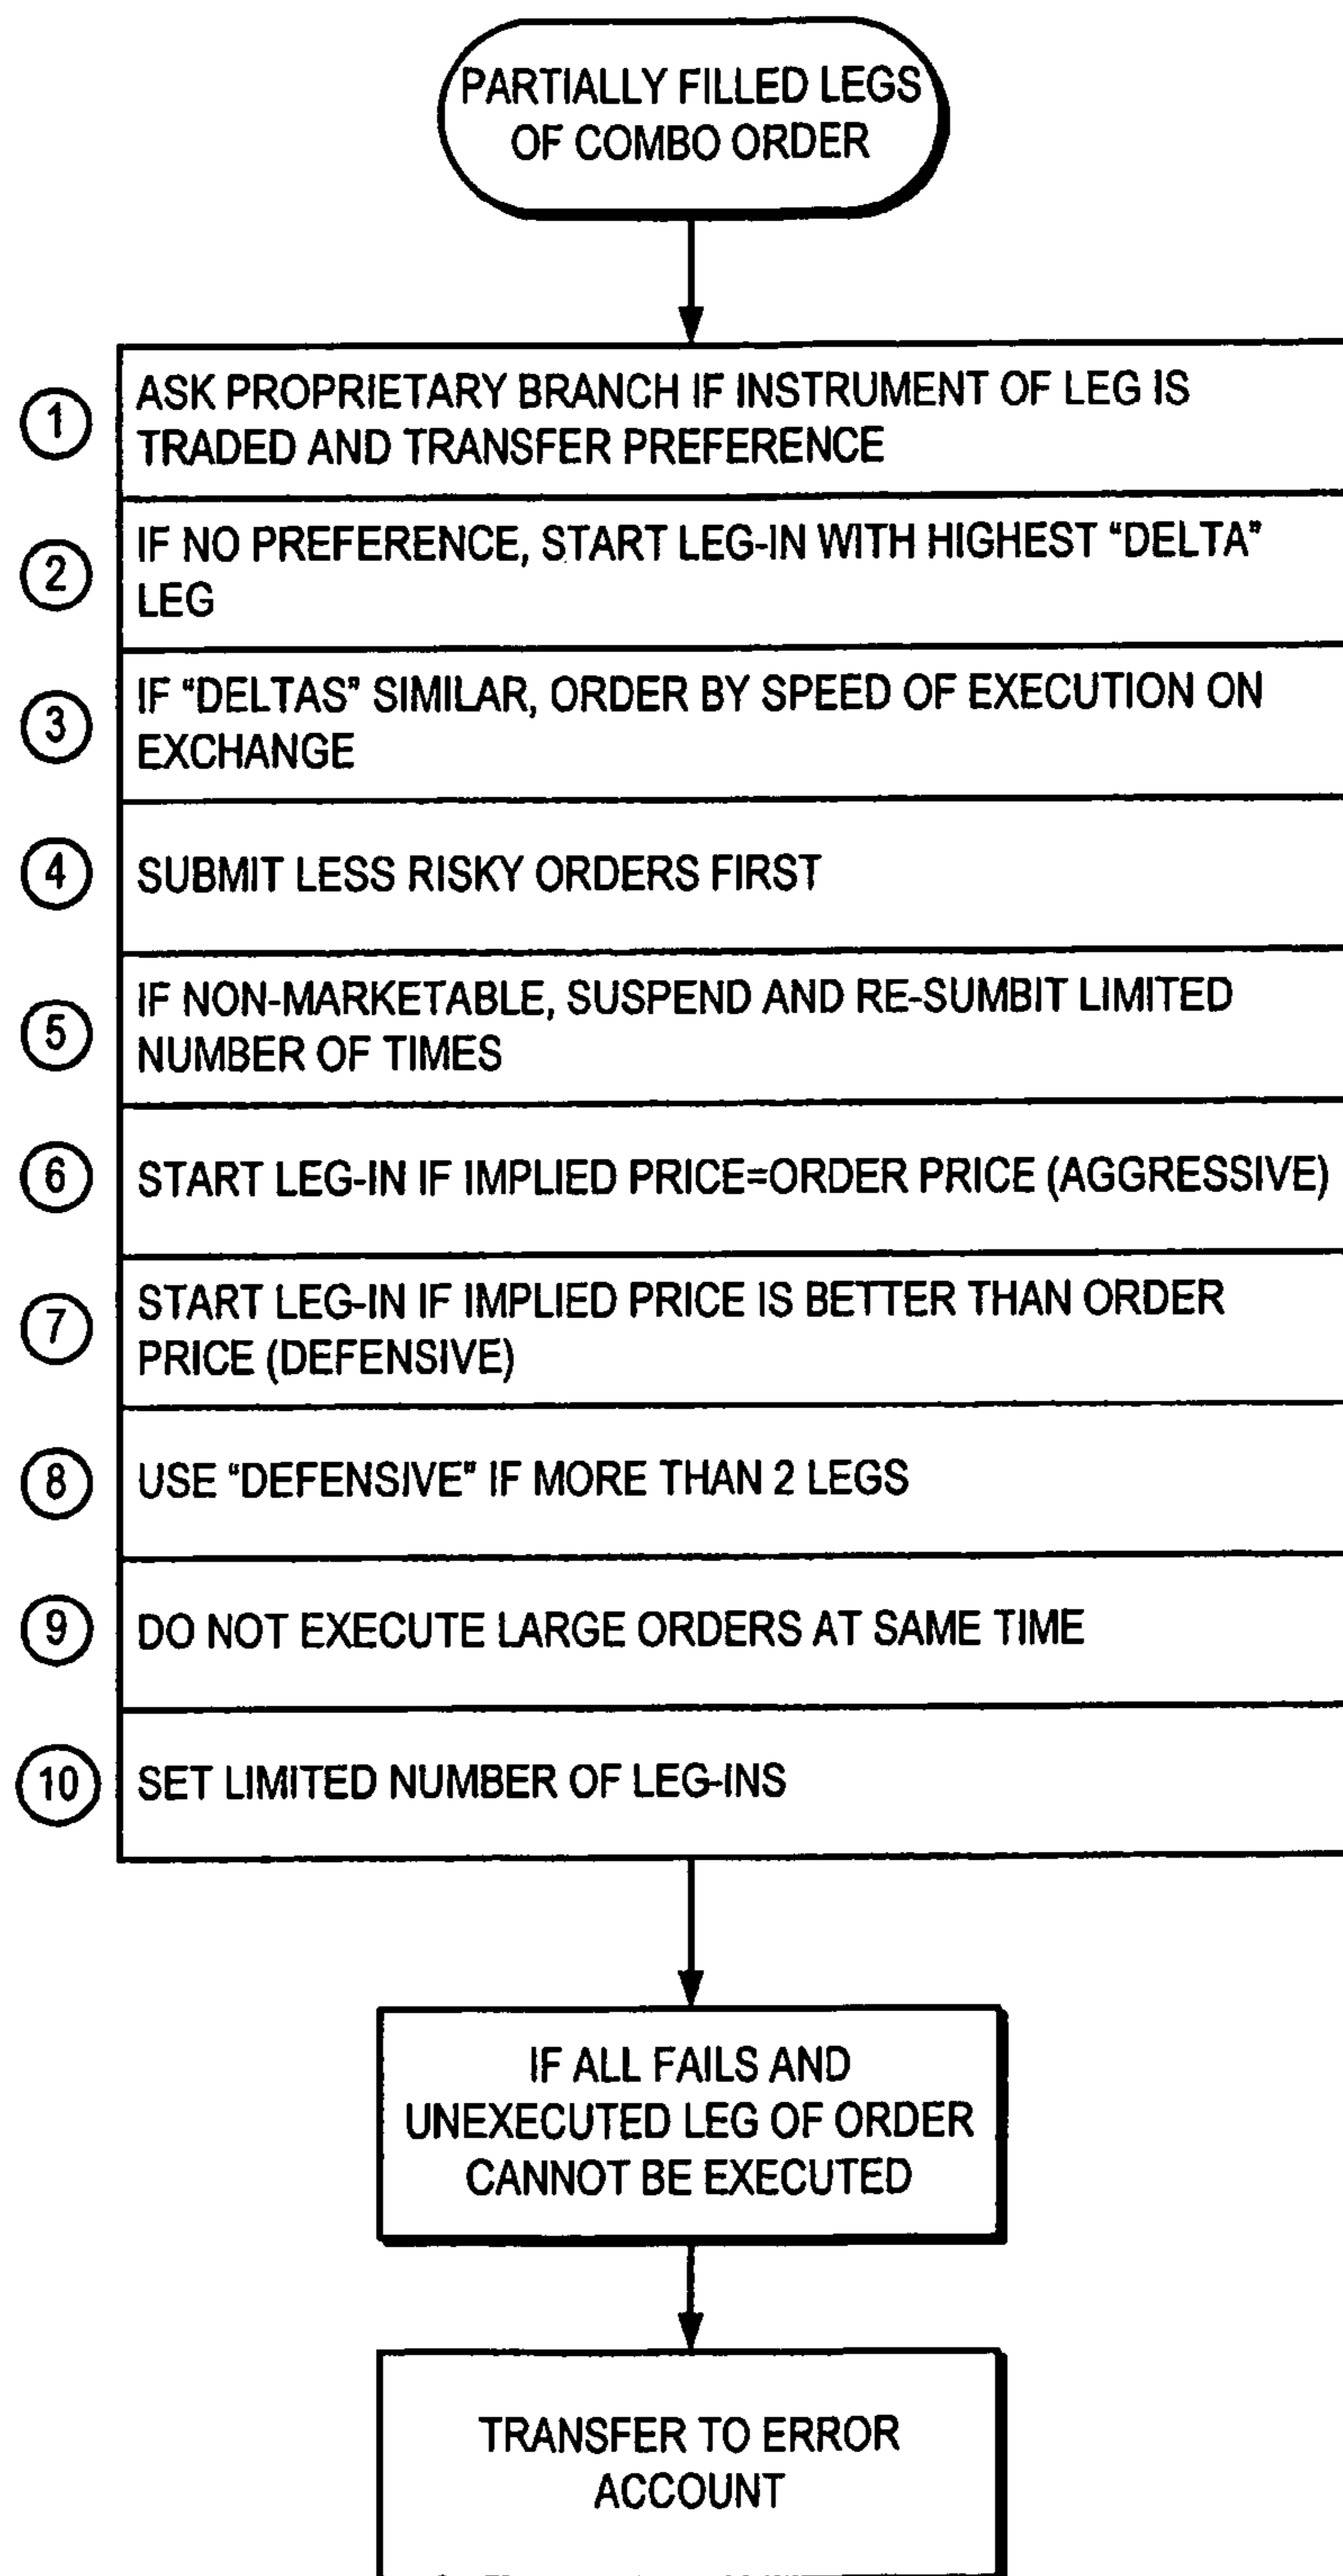 PARTIALLY FILLED LEGS
OF COMBO ORDER
1
ASK PROPRIETARY BRANCH IF INSTRUMENT OF LEG IS
TRADED AND TRANSFER PREFERENCE
2
IF NO PREFERENCE, START LEG-IN WITH HIGHEST "DELTA"
LEG
3
IF "DELTAS" SIMILAR, ORDER BY SPEED OF EXECUTION ON
EXCHANGE
4
SUBMIT LESS RISKY ORDERS FIRST
5
IF NON-MARKETABLE, SUSPEND AND RE-SUMBIT LIMITED
NUMBER OF TIMES
6
START LEG-IN IF IMPLIED PRICE=ORDER PRICE (AGGRESSIVE)
7
START LEG-IN IF IMPLIED PRICE IS BETTER THAN ORDER
PRICE (DEFENSIVE)
8
USE "DEFENSIVE" IF MORE THAN 2 LEGS
9
DO NOT EXECUTE LARGE ORDERS AT SAME TIME
10
SET LIMITED NUMBER OF LEG-INS
IF ALL FAILS AND
UNEXECUTED LEG OF ORDER
CANNOT BE EXECUTED
TRANSFER TO ERROR
ACCOUNT